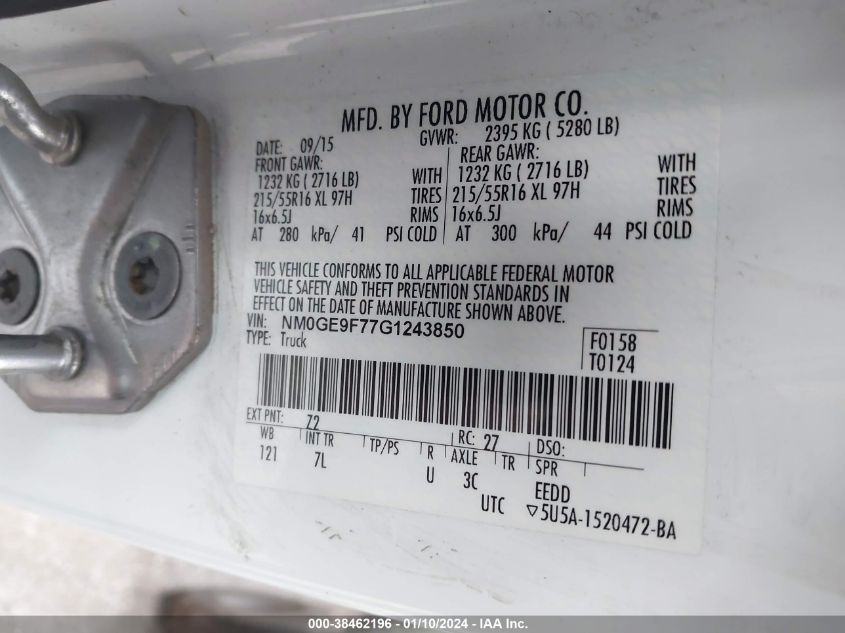 MFD. BY FORD MOTOR CO.
DATE: 09/15 GVWR: 2395 KG ( 5280 LB)
FRONT GAWR: REAR GAWR:
1232 KG ( 2716 LB) WITH 1232 KG ( 2716 LB) WITH
215/55R16 XL 97H TIRES 215/55R16 XL 97H TIRES
16x6.5J RIMS 16x6.5J RIMS
AT 280 kPa/ 41 PSI COLD AT 300 kPa/ 44 PSI COLD
THIS VEHICLE CONFORMS TO ALL APPLICABLE FEDERAL MOTOR
VEHICLE SAFETY AND THEFT PREVENTION STANDARDS IN
EFFECT ON THE DATE OF MANUFACTURE SHOWN ABOVE.
VIN: NM0GE9F77G1243850
TYPE: Truck
F0158
T0124
EXT PNT: Z2 RC: 27 DSO:
WB INT TR TP/PS R AXLE TR SPR
121 7L U 3C EEDD
UTC ▽5U5A-1520472-BA
000-38462196 - 01/10/2024 - IAA Inc.